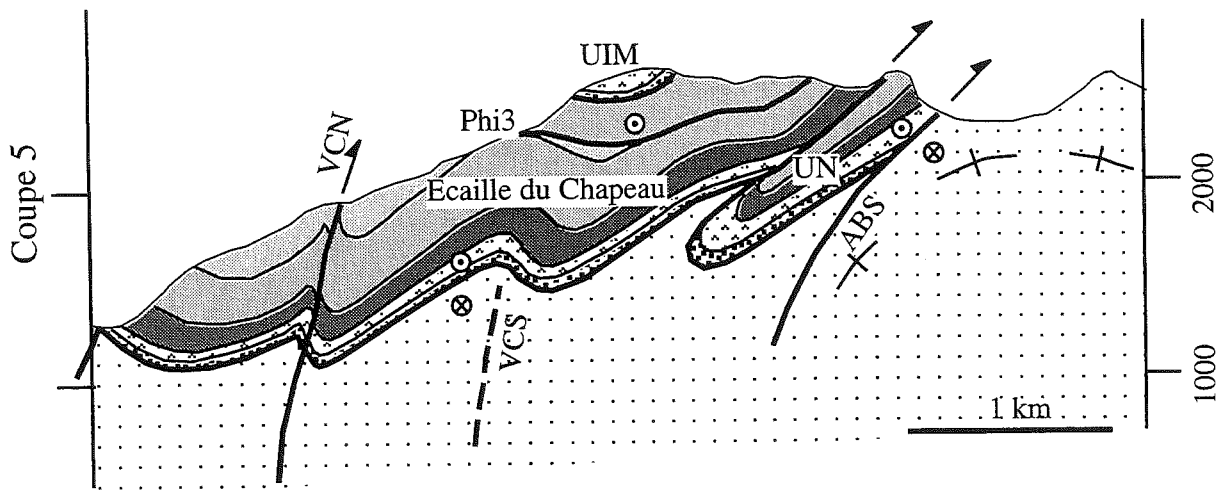 Coupe 5
UIM
Phi3
VCN
Ecaille du Chapeau
UN
ABS
VCS
2000
1000
1 km